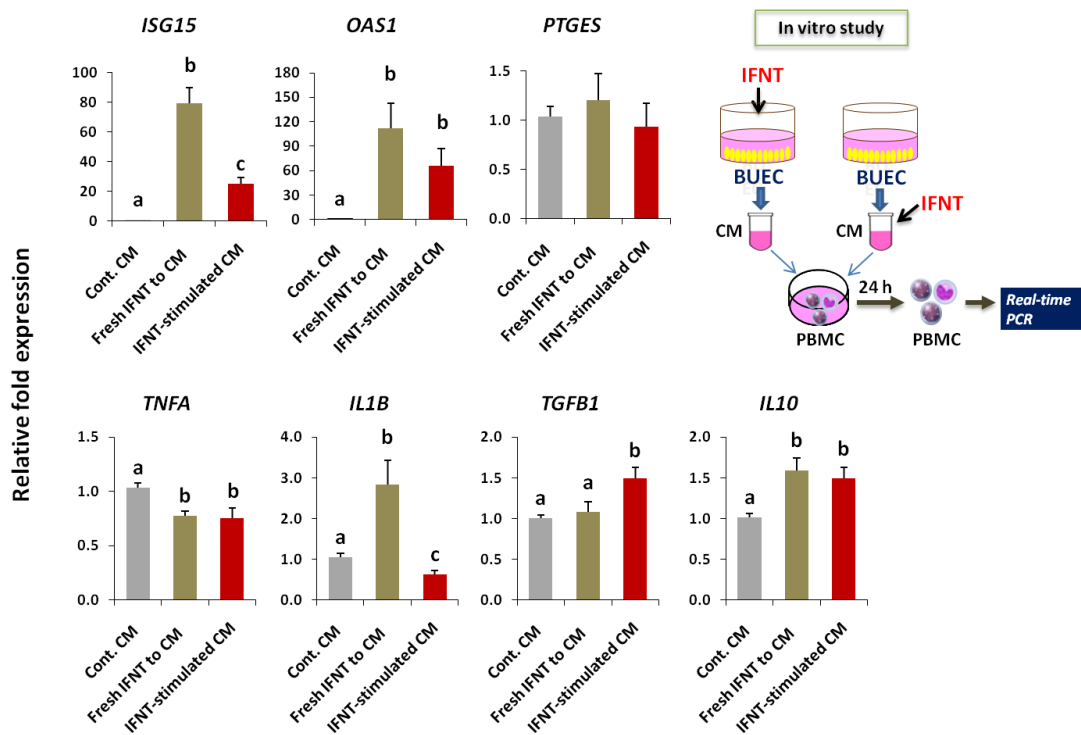 ISG15
OAS1
PTGES
In vitro study
Relative fold expression
100
80
60
40
20
0
a
b
c
Cont. CM
Fresh IFNT to CM
IFNT-stimulated CM
180
150
120
90
60
30
0
a
b
b
Cont. CM
Fresh IFNT to CM
IFNT-stimulated CM
1.5
1.0
0.5
0.0
Cont. CM
Fresh IFNT to CM
IFNT-stimulated CM
IFNT
BUEC
BUEC
IFNT
CM
CM
24 h
PBMC
PBMC
Real-time
PCR
TNFA
IL1B
TGFB1
IL10
1.5
1.0
0.5
0.0
a
b
b
Cont. CM
Fresh IFNT to CM
IFNT-stimulated CM
4.0
3.0
2.0
1.0
0.0
a
b
c
Cont. CM
Fresh IFNT to CM
IFNT-stimulated CM
2.0
1.5
1.0
0.5
0.0
a
a
b
Cont. CM
Fresh IFNT to CM
IFNT-stimulated CM
2.0
1.5
1.0
0.5
0.0
a
b
b
Cont. CM
Fresh IFNT to CM
IFNT-stimulated CM